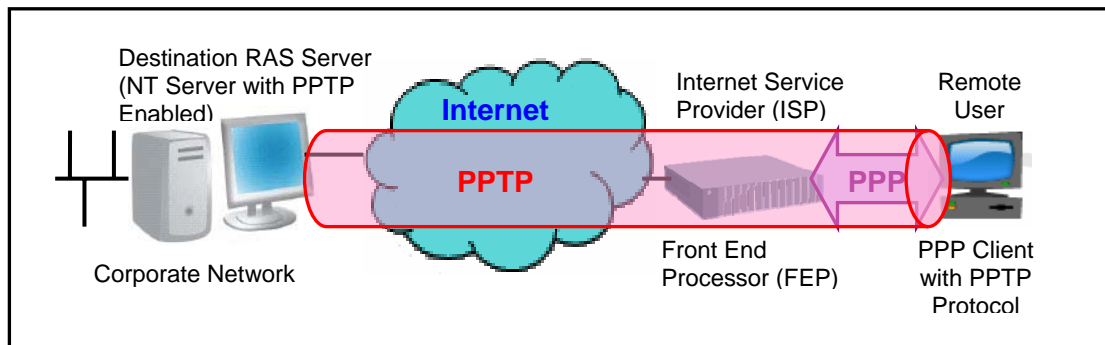 Destination RAS Server
(NT Server with PPTP
Enabled)
Internet
Internet Service
Provider (ISP)
Remote
User
PPTP
PPP
Corporate Network
Front End
Processor (FEP)
PPP Client
with PPTP
Protocol